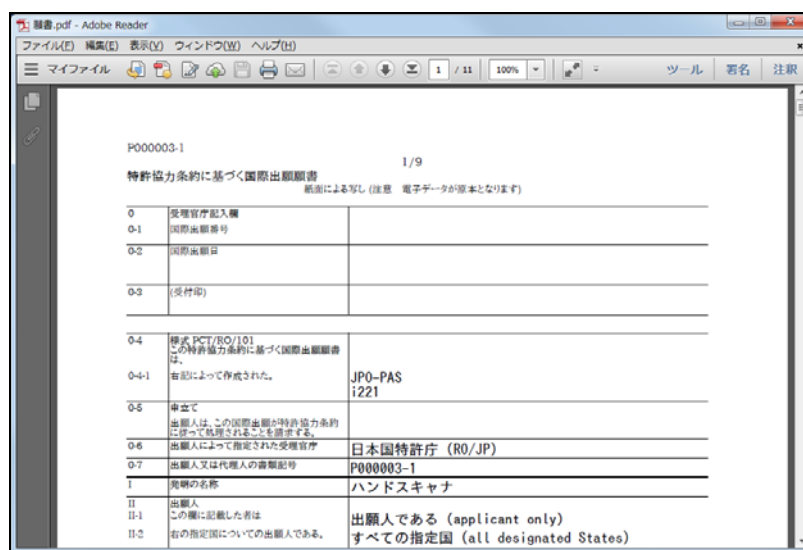 願書.pdf - Adobe Reader
ファイル(F) 編集(E) 表示(V) ウィンドウ(W) ヘルプ(H)
マイファイル 1 / 11 100% ツール 署名 注釈
P000003-1
1/9
特許協力条約に基づく国際出願願書
紙面による写し (注意 電子データが原本となります)
0 受理官庁記入欄
0-1 国際出願番号
0-2 国際出願日
0-3 (受付印)
0-4 様式 PCT/RO/101
この特許協力条約に基づく国際出願願書
は、
0-4-1 右記によって作成された。 JPO-PAS
i221
0-5 申立て
出願人は、この国際出願が特許協力条約
に従って処理されることを請求する。
0-6 出願人によって指定された受理官庁 日本国特許庁 (RO/JP)
0-7 出願人又は代理人の書類記号 P000003-1
I 発明の名称 ハンドスキャナ
II 出願人
II-1 この欄に記載した者は 出願人である (applicant only)
II-2 右の指定国についての出願人である。 すべての指定国 (all designated States)